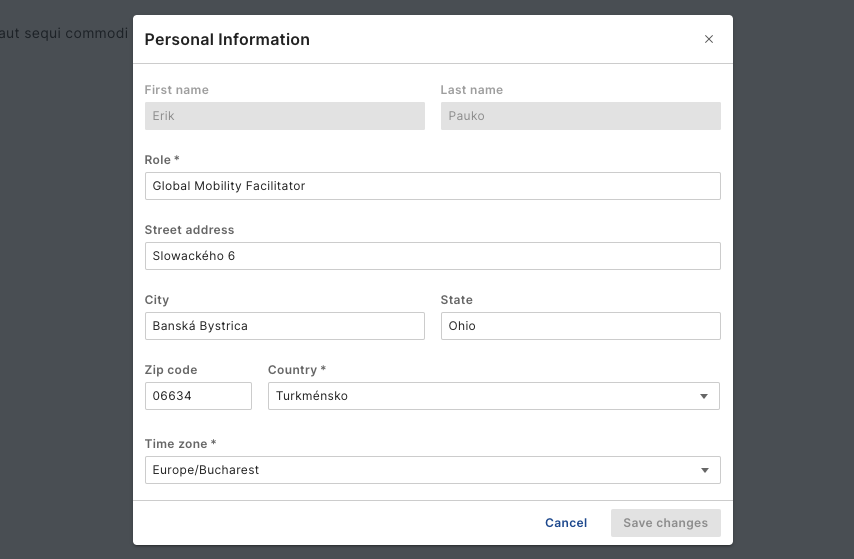 aut sequi commodi
Personal Information
First name Last name
Erik Pauko
Role *
Global Mobility Facilitator
Street address
Slowackého 6
City State
Banská Bystrica Ohio
Zip code Country *
06634 Turkménsko
Time zone *
Europe/Bucharest
Cancel Save changes